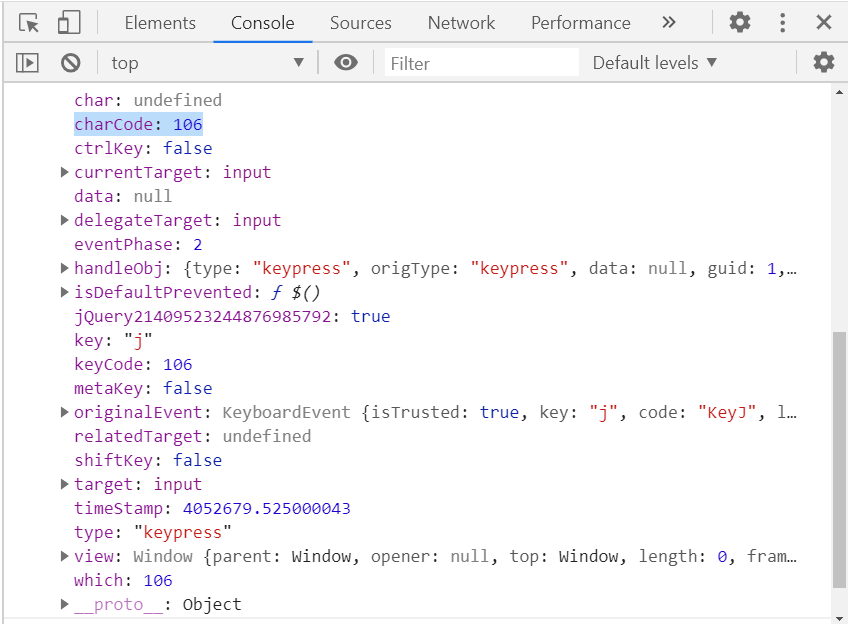 Elements Console Sources Network Performance »
top ▼ Filter Default levels ▼
char: undefined
charCode: 106
ctrlKey: false
▶ currentTarget: input
data: null
▶ delegateTarget: input
eventPhase: 2
▶ handleObj: {type: "keypress", origType: "keypress", data: null, guid: 1,…
▶ isDefaultPrevented: ƒ $()
jQuery21409523244876985792: true
key: "j"
keyCode: 106
metaKey: false
▶ originalEvent: KeyboardEvent {isTrusted: true, key: "j", code: "KeyJ", l…
relatedTarget: undefined
shiftKey: false
▶ target: input
timeStamp: 4052679.525000043
type: "keypress"
▶ view: Window {parent: Window, opener: null, top: Window, length: 0, fram…
which: 106
▶ __proto__: Object